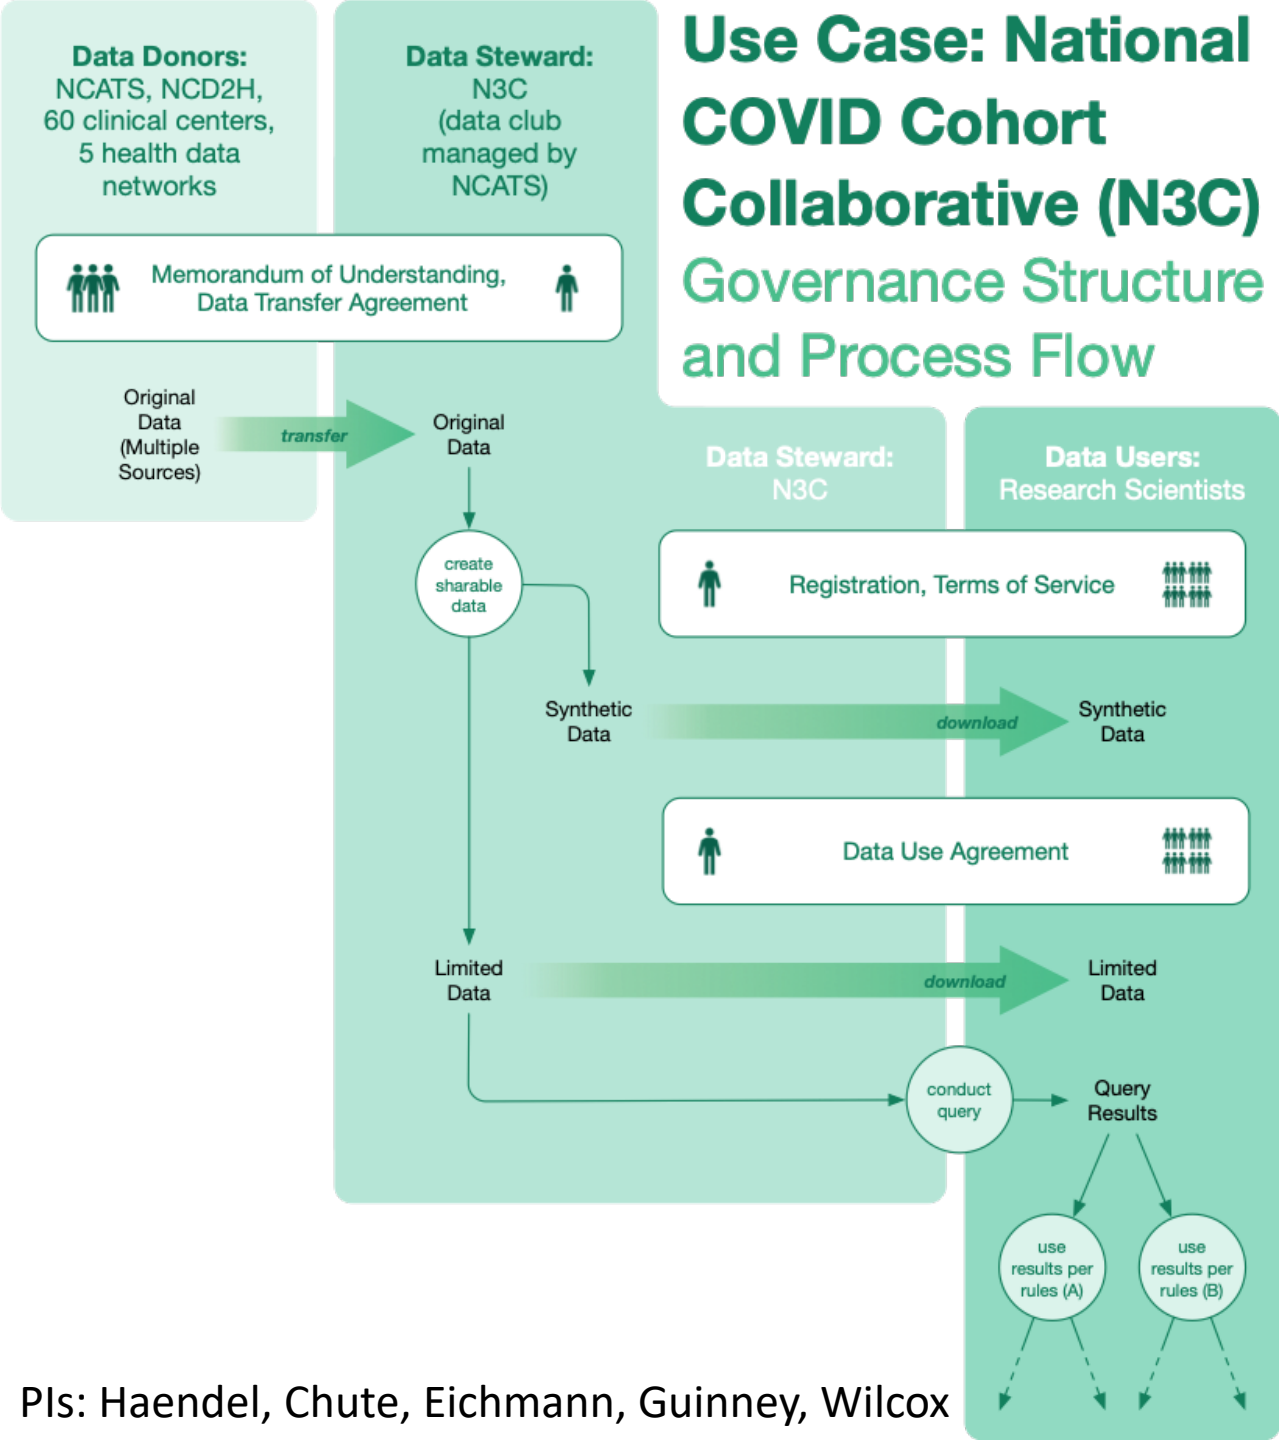 Use Case: National
COVID Cohort
Collaborative (N3C)
Governance Structure
and Process Flow
Data Donors:
NCATS, NCD2H,
60 clinical centers,
5 health data
networks
Data Steward:
N3C
(data club
managed by
NCATS)
Memorandum of Understanding,
Data Transfer Agreement
Original
Data
(Multiple
Sources)
transfer
Original
Data
Data Steward:
N3C
Data Users:
Research Scientists
create
sharable
data
Registration, Terms of Service
Synthetic
Data
download
Synthetic
Data
Data Use Agreement
Limited
Data
download
Limited
Data
conduct
query
Query
Results
use
results per
rules (A)
use
results per
rules (B)
PIs: Haendel, Chute, Eichmann, Guinney, Wilcox